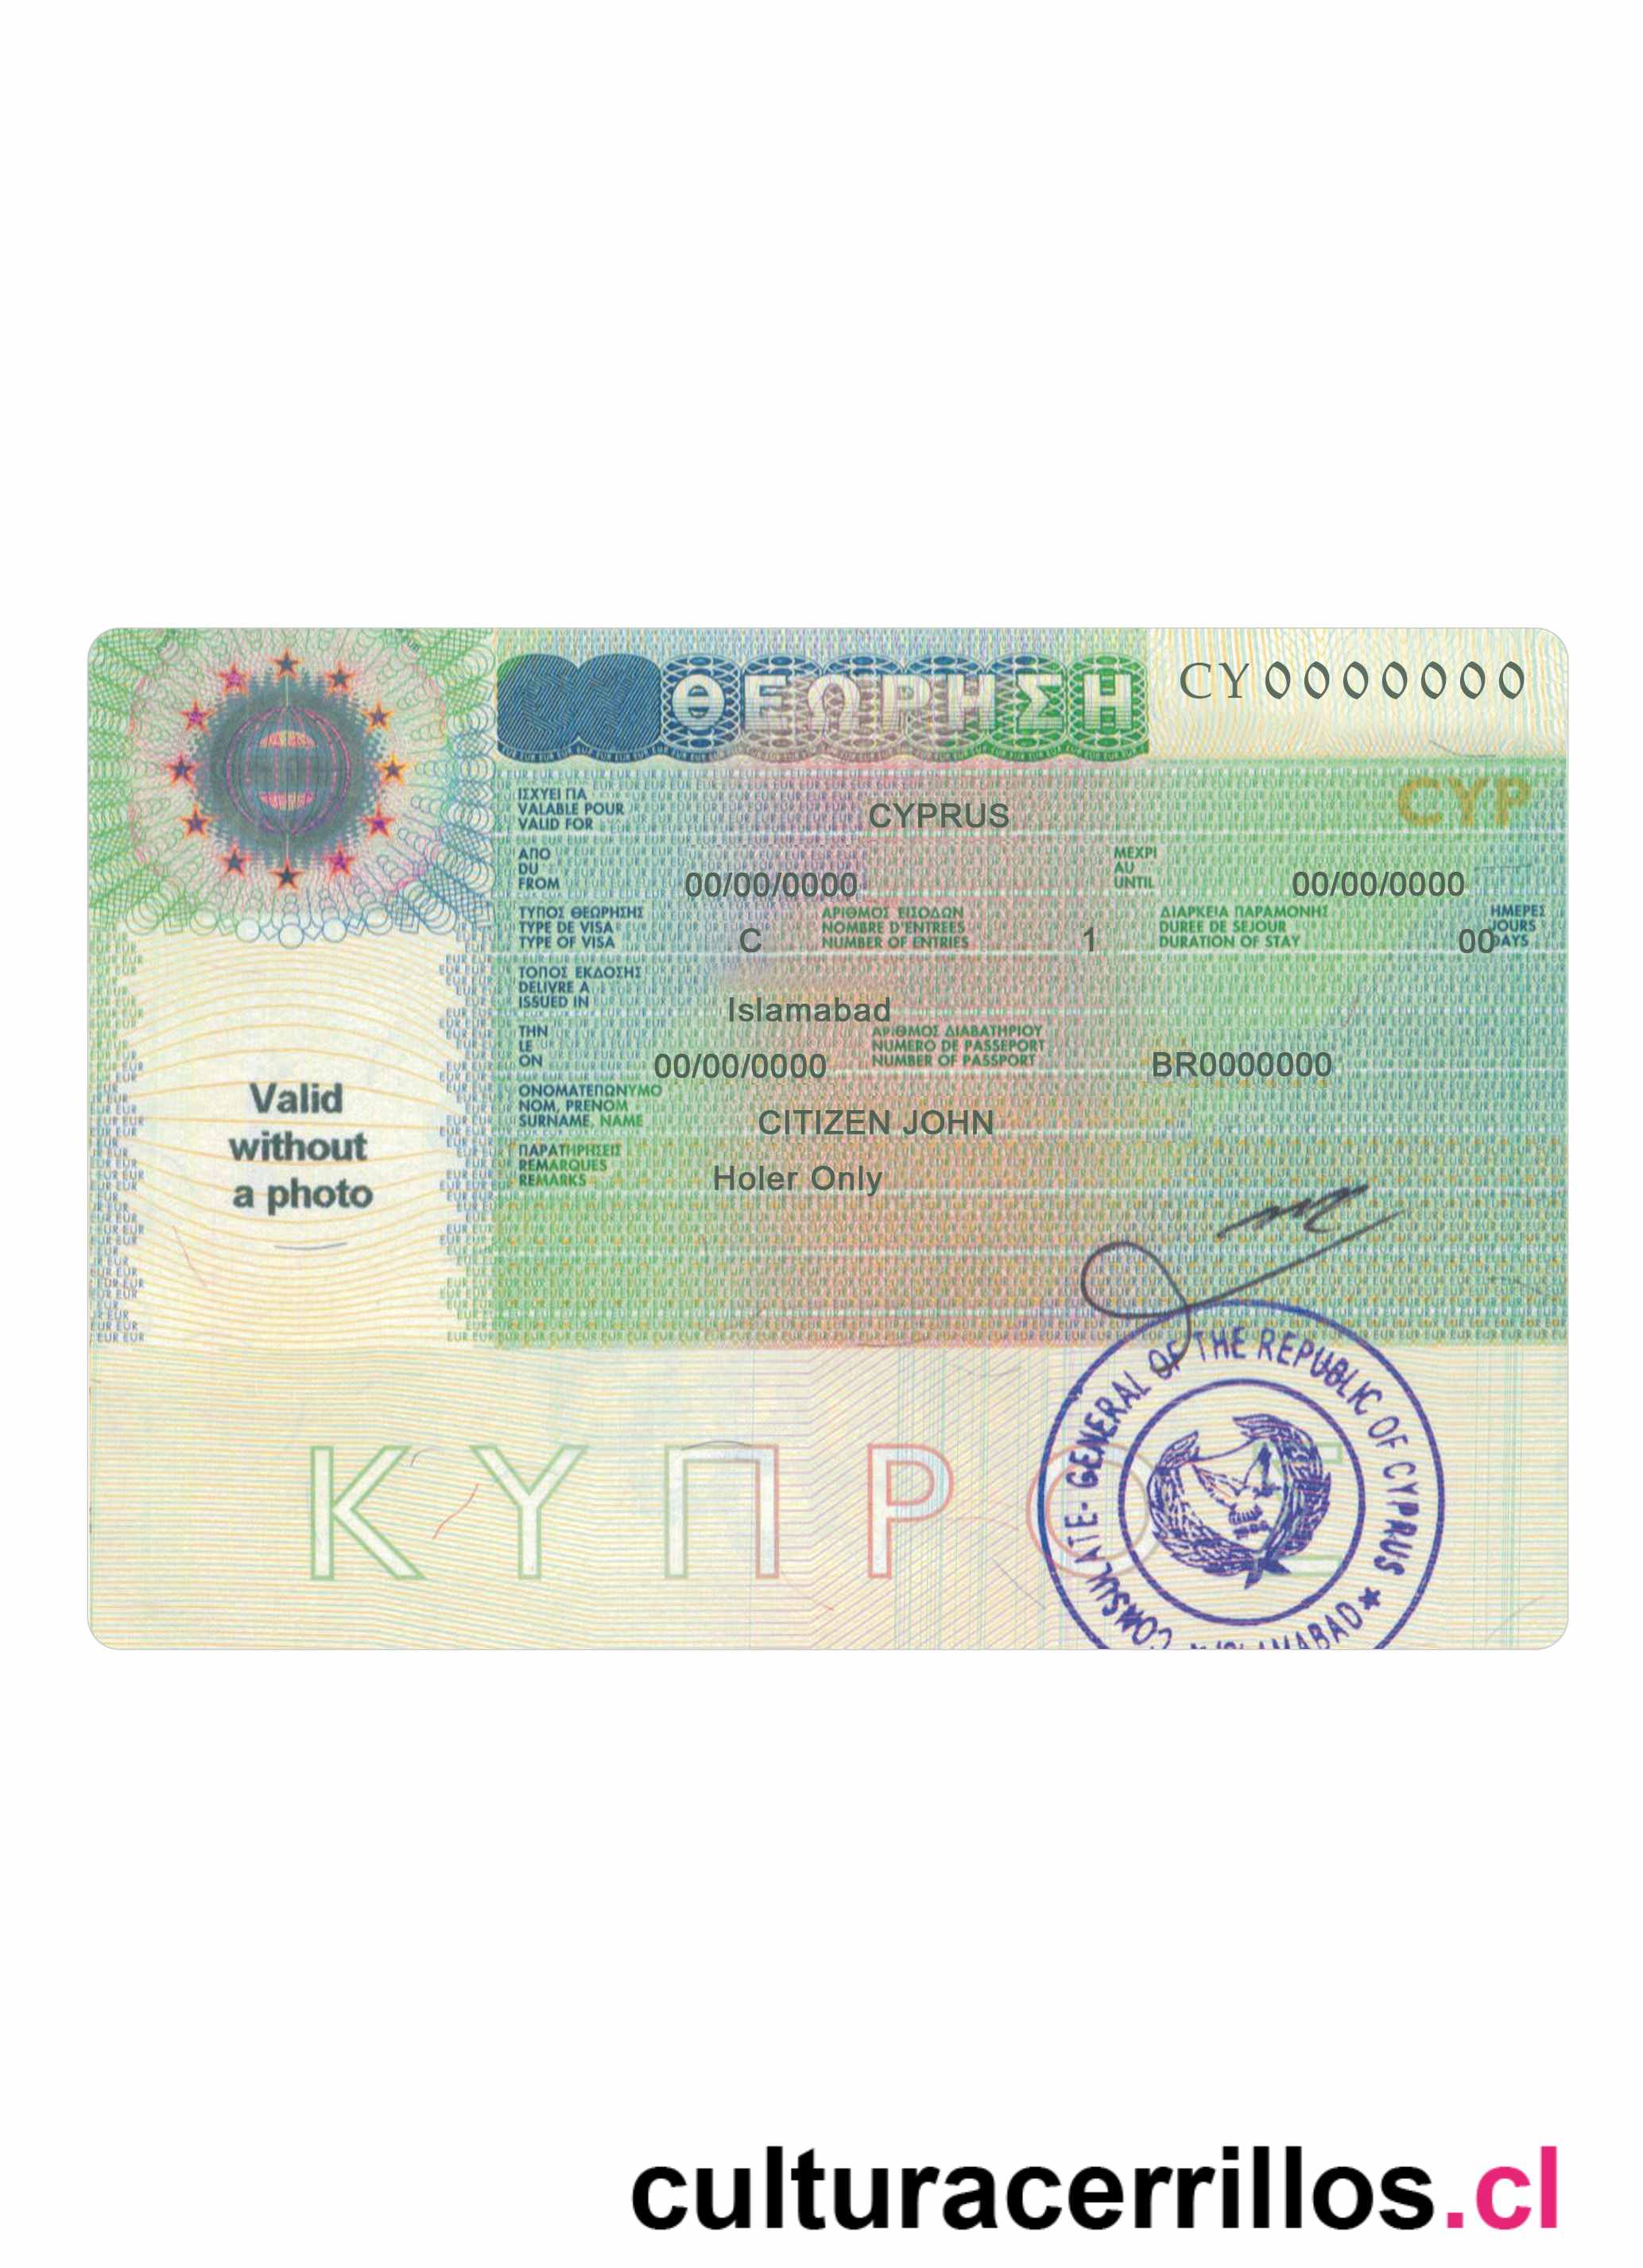 ΘΕΩΡΗΣΗ
CY0000000
CYP
ΙΣΧΥΕΙ ΓΙΑ
VALABLE POUR
VALID FOR
CYPRUS
ΑΠΟ
DU
FROM
00/00/0000
ΜΕΧΡΙ
AU
UNTIL
00/00/0000
ΤΥΠΟΣ ΘΕΩΡΗΣΗΣ
TYPE DE VISA
TYPE OF VISA
C
ΑΡΙΘΜΟΣ ΕΙΣΟΔΩΝ
NOMBRE D'ENTREES
NUMBER OF ENTRIES
1
ΔΙΑΡΚΕΙΑ ΠΑΡΑΜΟΝΗΣ
DUREE DE SEJOUR
DURATION OF STAY
00
ΗΜΕΡΕΣ
JOURS
DAYS
ΤΟΠΟΣ ΕΚΔΟΣΗΣ
DELIVRE A
ISSUED IN
Islamabad
ΤΗΝ
LE
ON
00/00/0000
ΑΡΙΘΜΟΣ ΔΙΑΒΑΤΗΡΙΟΥ
NUMERO DE PASSEPORT
NUMBER OF PASSPORT
BR0000000
ΟΝΟΜΑΤΕΠΩΝΥΜΟ
NOM, PRENOM
SURNAME, NAME
CITIZEN JOHN
ΠΑΡΑΤΗΡΗΣΕΙΣ
REMARQUES
REMARKS
Holer Only
Valid
without
a photo
ΚΥΠΡΟΣ
CONSULATE-GENERAL OF THE REPUBLIC OF CYPRUS
ISLAMABAD
culturacerrillos.cl